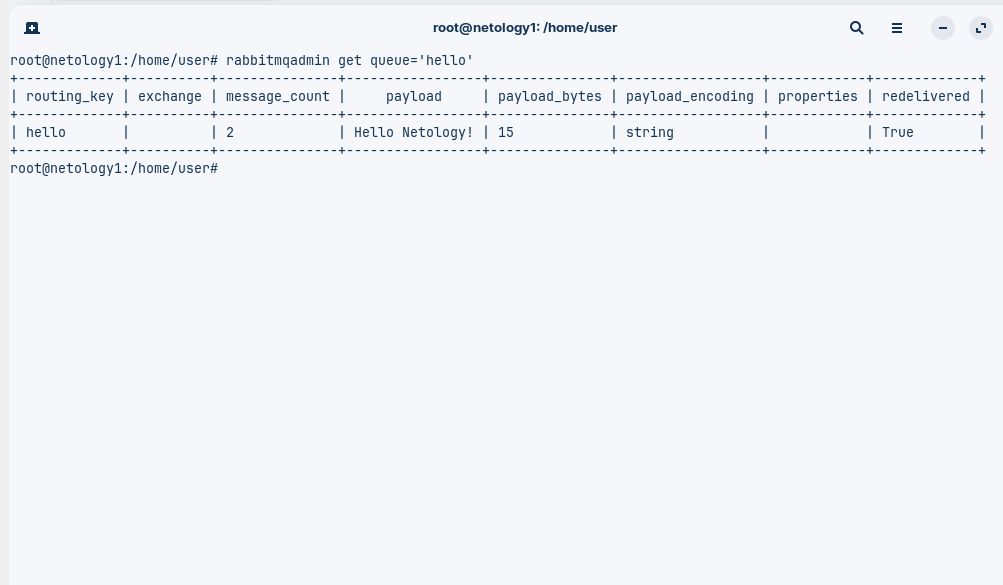 root@netology1: /home/user
root@netology1:/home/user# rabbitmqadmin get queue='hello'
+-------------+----------+---------------+-----------------+---------------+------------------+------------+-------------+
| routing_key | exchange | message_count |     payload     | payload_bytes | payload_encoding | properties | redelivered |
+-------------+----------+---------------+-----------------+---------------+------------------+------------+-------------+
| hello       |          | 2             | Hello Netology! | 15            | string           |            | True        |
+-------------+----------+---------------+-----------------+---------------+------------------+------------+-------------+
root@netology1:/home/user#